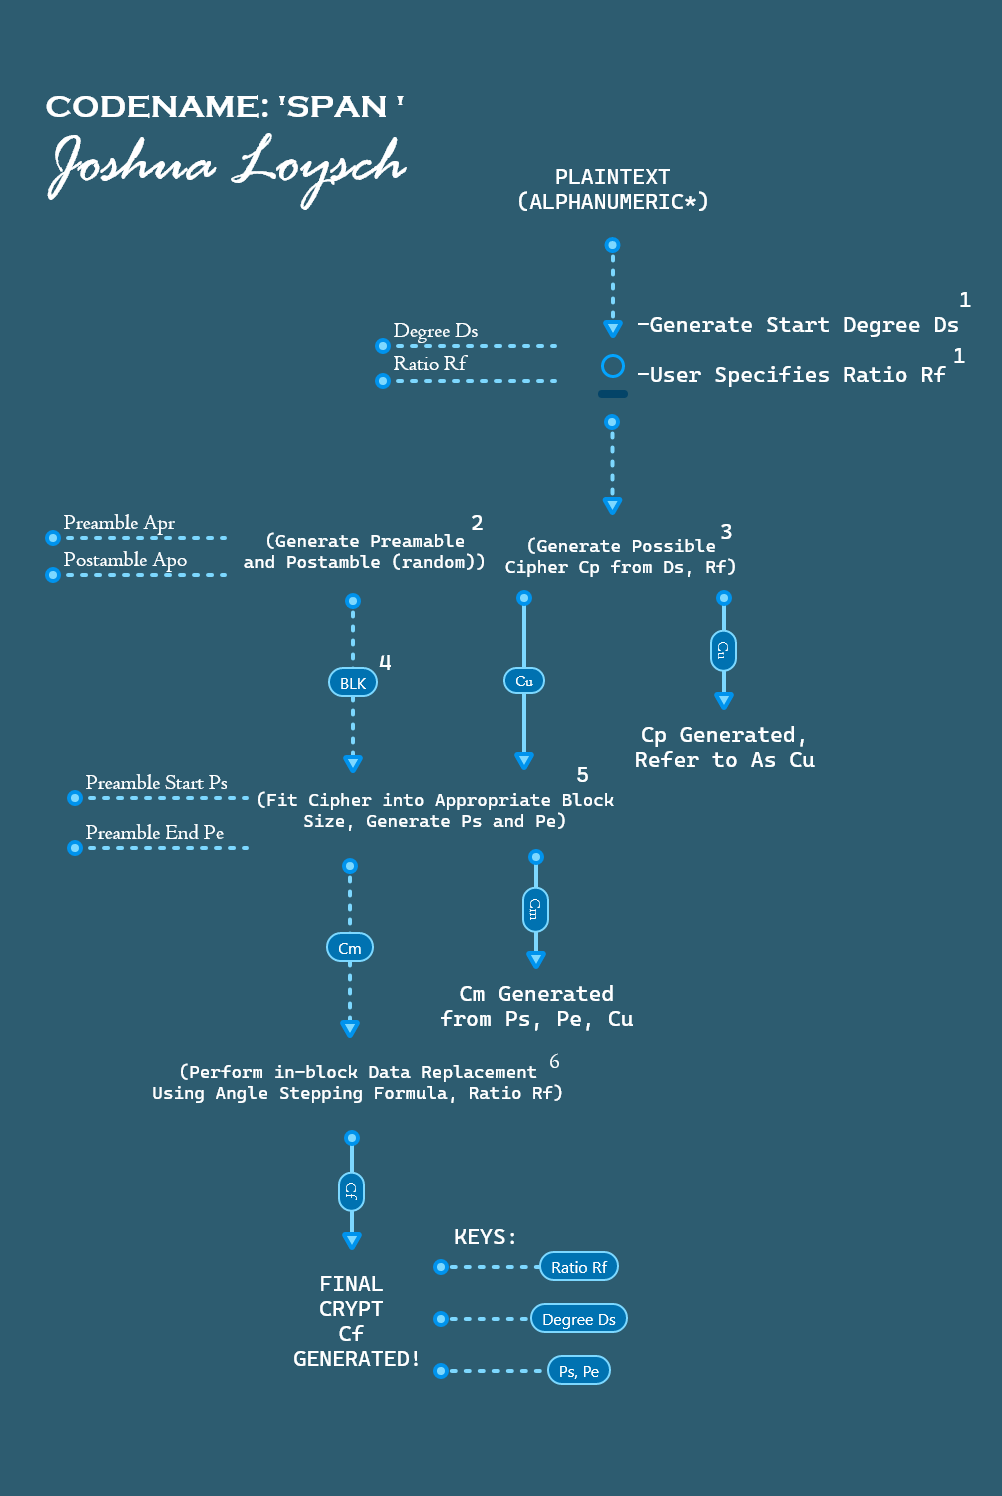 CODENAME: 'SPAN '
Joshua Loysch
PLAINTEXT
(ALPHANUMERIC*)
Degree Ds
Ratio Rf
-Generate Start Degree Ds 1
-User Specifies Ratio Rf 1
Preamble Apr
Postamble Apo
(Generate Preamable 2
and Postamble (random))
(Generate Possible 3
Cipher Cp from Ds, Rf)
BLK 4
Cu
Cu
Cp Generated,
Refer to As Cu
Preamble Start Ps
Preamble End Pe
(Fit Cipher into Appropriate Block 5
Size, Generate Ps and Pe)
Cm
Cm
Cm Generated
from Ps, Pe, Cu
(Perform in-block Data Replacement 6
Using Angle Stepping Formula, Ratio Rf)
Cf
FINAL
CRYPT
Cf
GENERATED!
KEYS:
Ratio Rf
Degree Ds
Ps, Pe